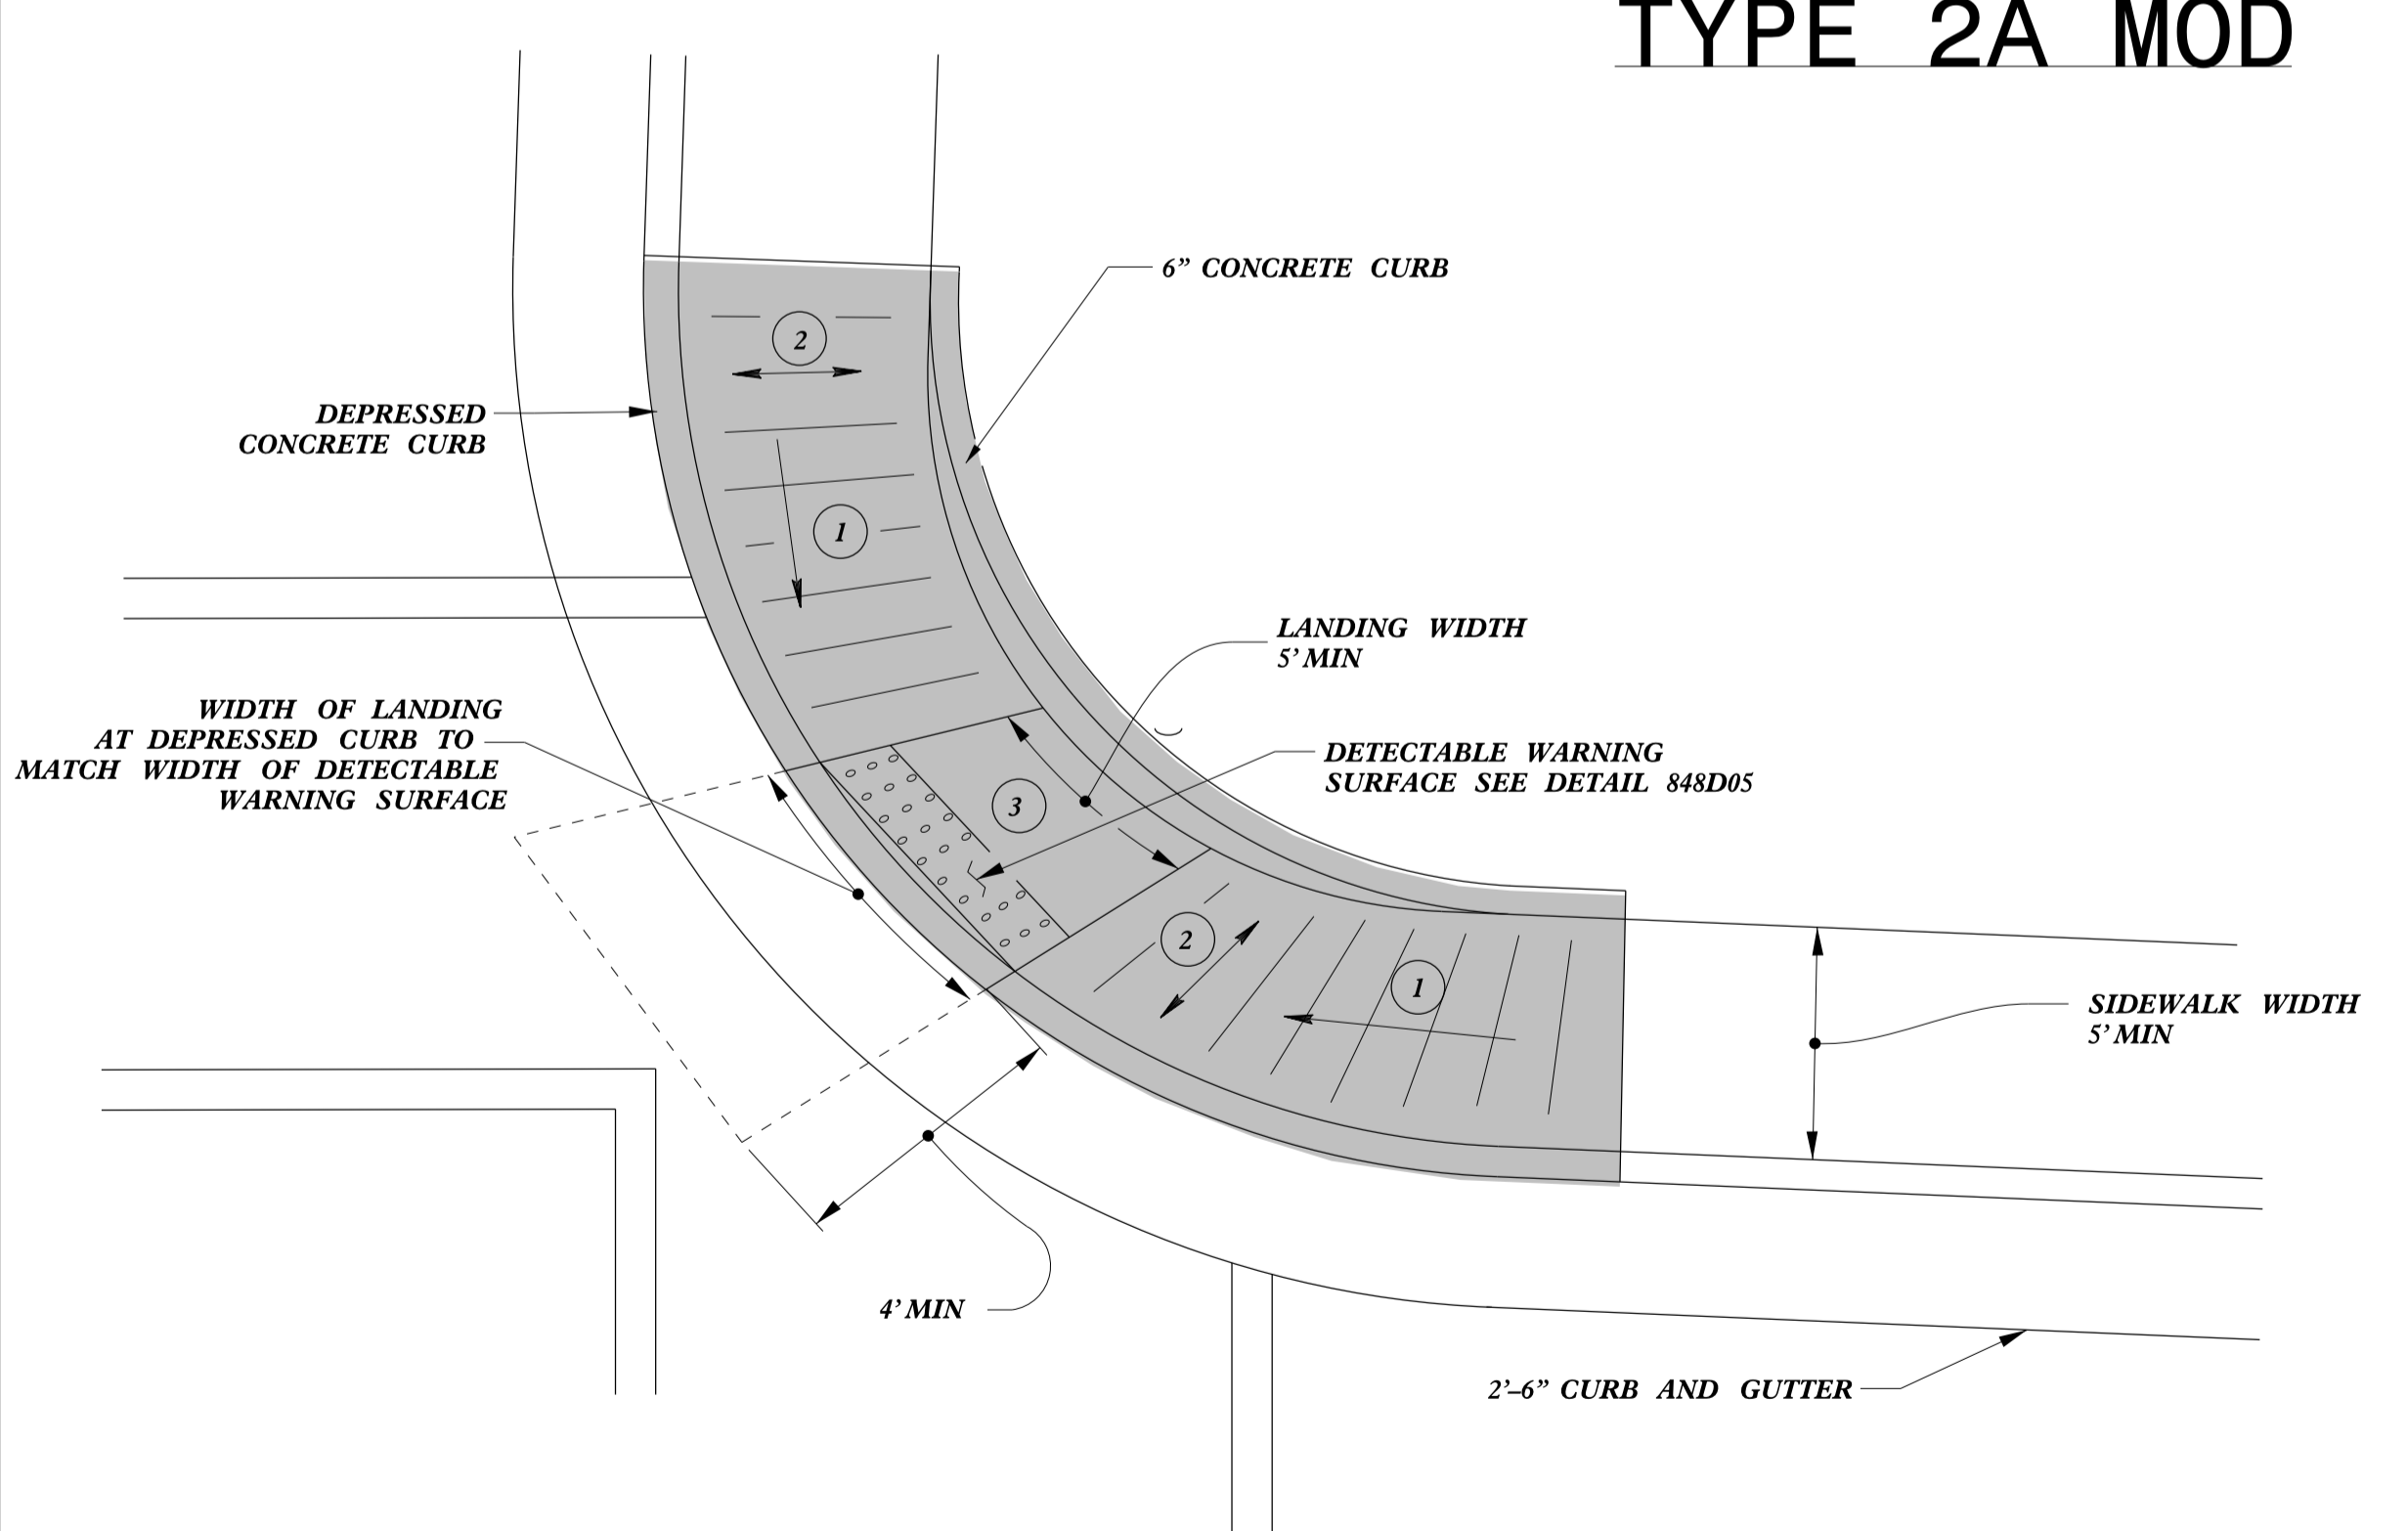 TYPE 2A MOD
2
6” CONCRETE CURB
DEPRESSED
CONCRETE CURB
1
LANDING WIDTH
5’ MIN
WIDTH OF LANDING
AT DEPRESSED CURB TO
MATCH WIDTH OF DETECTABLE
WARNING SURFACE
DETECTABLE WARNING
SURFACE SEE DETAIL 848D05
3
2
1
SIDEWALK WIDTH
5’ MIN
4’ MIN
2’–6” CURB AND GUTTER